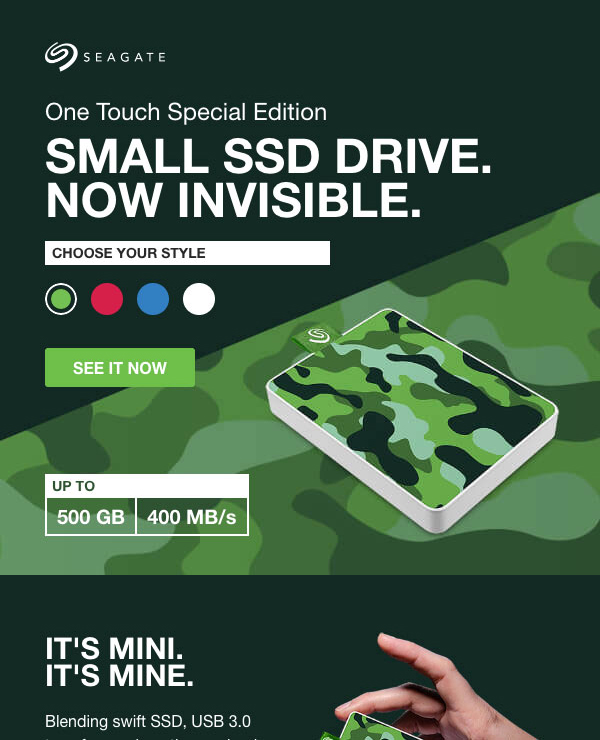 SEAGATE
One Touch Special Edition
SMALL SSD DRIVE.
NOW INVISIBLE.
CHOOSE YOUR STYLE
SEE IT NOW
UP TO
500 GB 400 MB/s
IT'S MINI.
IT'S MINE.
Blending swift SSD, USB 3.0